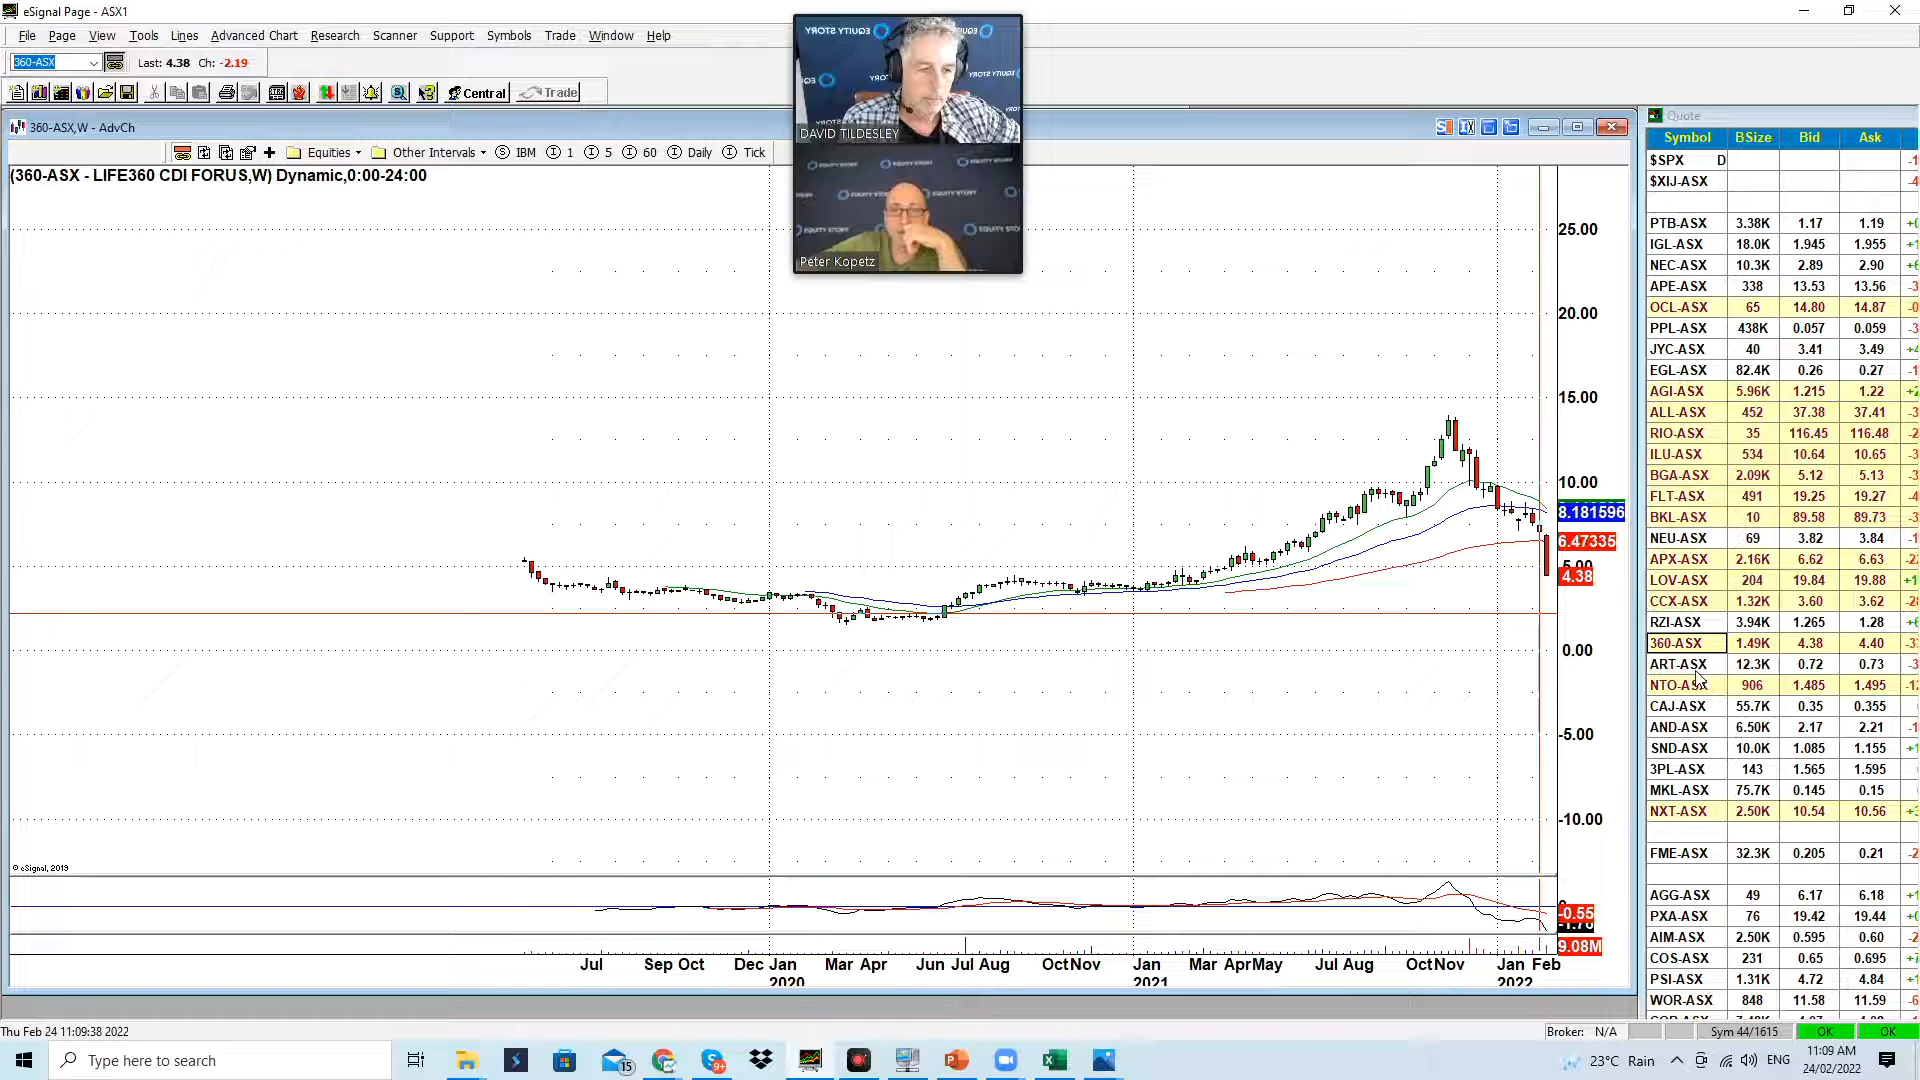 eSignal Page - ASX1
File Page View Tools Lines Advanced Chart Research Scanner Support Symbols Trade Window Help
360-ASX Last: 4.38 Ch: -2.19
Central Trade
360-ASX,W - AdvCh
Equities Other Intervals IBM 1 5 60 Daily Tick
(360-ASX - LIFE360 CDI FORUS,W) Dynamic,0:00-24:00
EQUITY STORY
DAVID TILDESLEY
EQUITY STORY
Peter Kopetz
25.00
20.00
15.00
10.00
8.181596
6.47335
5.00
4.38
0.00
-5.00
-10.00
© eSignal, 2019
-0.55
9.08M
Jul Sep Oct Dec Jan Mar Apr Jun Jul Aug Oct Nov Jan Mar Apr May Jul Aug Oct Nov Jan Feb
2020 2021 2022
Quote
Symbol BSize Bid Ask
$SPX D
$XIJ-ASX
PTB-ASX 3.38K 1.17 1.19
IGL-ASX 18.0K 1.945 1.955
NEC-ASX 10.3K 2.89 2.90
APE-ASX 338 13.53 13.56
OCL-ASX 65 14.80 14.87
PPL-ASX 438K 0.057 0.059
JYC-ASX 40 3.41 3.49
EGL-ASX 82.4K 0.26 0.27
AGI-ASX 5.96K 1.215 1.22
ALL-ASX 452 37.38 37.41
RIO-ASX 35 116.45 116.48
ILU-ASX 534 10.64 10.65
BGA-ASX 2.09K 5.12 5.13
FLT-ASX 491 19.25 19.27
BKL-ASX 10 89.58 89.73
NEU-ASX 69 3.82 3.84
APX-ASX 2.16K 6.62 6.63
LOV-ASX 204 19.84 19.88
CCX-ASX 1.32K 3.60 3.62
RZI-ASX 3.94K 1.265 1.28
360-ASX 1.49K 4.38 4.40
ART-ASX 12.3K 0.72 0.73
NTO-ASX 906 1.485 1.495
CAJ-ASX 55.7K 0.35 0.355
AND-ASX 6.50K 2.17 2.21
SND-ASX 10.0K 1.085 1.155
3PL-ASX 143 1.565 1.595
MKL-ASX 75.7K 0.145 0.15
NXT-ASX 2.50K 10.54 10.56
FME-ASX 32.3K 0.205 0.21
AGG-ASX 49 6.17 6.18
PXA-ASX 76 19.42 19.44
AIM-ASX 2.50K 0.595 0.60
COS-ASX 231 0.65 0.695
PSI-ASX 1.31K 4.72 4.84
WOR-ASX 848 11.58 11.59
Thu Feb 24 11:09:38 2022
Broker: N/A Sym 44/1615 OK OK
Type here to search
15 9+
23°C Rain ENG 11:09 AM
24/02/2022